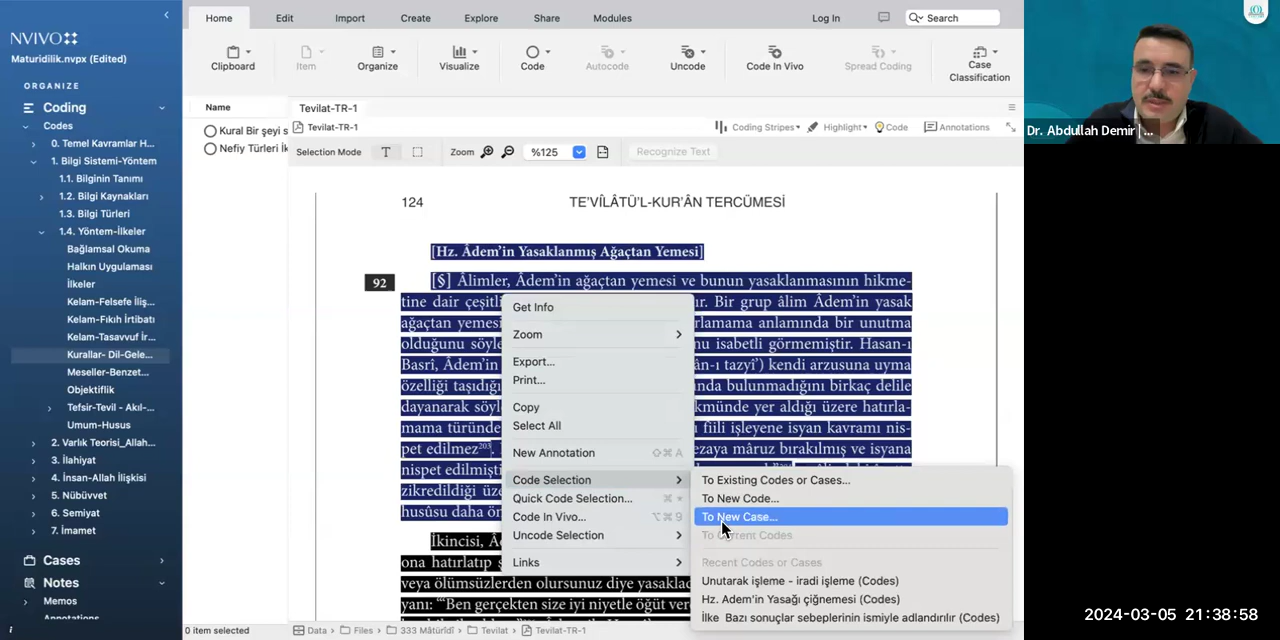 NVIVO
Maturidilik.nvpx (Edited)
ORGANIZE
Coding
Codes
0. Temel Kavramlar H...
1. Bilgi Sistemi-Yöntem
1.1. Bilginin Tanımı
1.2. Bilgi Kaynakları
1.3. Bilgi Türleri
1.4. Yöntem-İlkeler
Bağlamsal Okuma
Halkın Uygulaması
İlkeler
Kelam-Felsefe İliş...
Kelam-Fıkıh İrtibatı
Kelam-Tasavvuf İr...
Kurallar- Dil-Gele...
Meseller-Benzet...
Objektiflik
Tefsir-Tevil - Akıl-...
Umum-Husus
2. Varlık Teorisi_Allah...
3. İlahiyat
4. İnsan-Allah İlişkisi
5. Nübüvvet
6. Semiyat
7. İmamet
Cases
Notes
Memos
Annotations
Home Edit Import Create Explore Share Modules Log In Search
Clipboard Item Organize Visualize Code Autocode Uncode Code In Vivo Spread Coding Case Classification
Name
Kural Bir şeyi s
Nefiy Türleri İk
0 item selected
Tevilat-TR-1
Tevilat-TR-1 Coding Stripes Highlight Code Annotations
Selection Mode T Zoom %125 Recognize Text
124 TE'VÎLÂTÜ'L-KUR'ÂN TERCÜMESİ
[Hz. Âdem'in Yasaklanmış Ağaçtan Yemesi]
92 [§] Âlimler, Âdem'in ağaçtan yemesi ve bunun yasaklanmasının hikme-
tine dair çeşitli r. Bir grup âlim Âdem'in yasak
ağaçtan yemesi rlamama anlamında bir unutma
olduğunu söyle nu isabetli görmemiştir. Hasan-ı
Basrî, Âdem'in ân-ı tazyî') kendi arzusuna uyma
özelliği taşıdığı nda bulunmadığını birkaç delile
dayanarak söyl kmünde yer aldığı üzere hatırla-
mama türünde u fiili işleyene isyan kavramı nis-
pet edilmez²⁰³. ezaya mâruz bırakılmış ve isyana
nispet edilmişti
zikredildiği üze
husûsu daha ön
İkincisi, Â
ona hatırlatıp s
veya ölümsüzlerden olursunuz diye yasakla
yanı: "'Ben gerçekten size iyi niyetle öğüt ver
Get Info
Zoom
Export...
Print...
Copy
Select All
New Annotation ⇧⌘A
Code Selection
Quick Code Selection... ⌘*
Code In Vivo... ⌥⌘9
Uncode Selection
Links
To Existing Codes or Cases...
To New Code...
To New Case...
To Current Codes
Recent Codes or Cases
Unutarak işleme - iradi işleme (Codes)
Hz. Adem'in Yasağı çiğnemesi (Codes)
İlke Bazı sonuçlar sebeplerinin ismiyle adlandırılır (Codes)
Data Files 333 Mâtürîdî Tevilat Tevilat-TR-1
Dr. Abdullah Demir | ...
2024-03-05 21:38:58